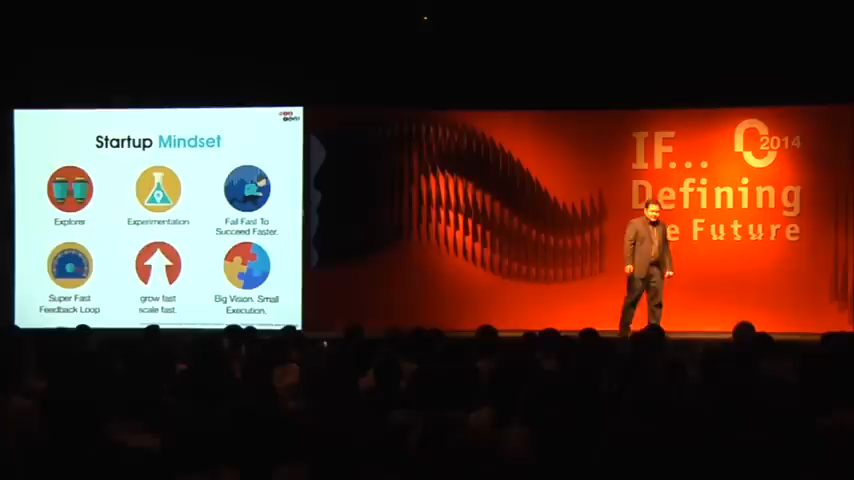 Startup Mindset
Explorer
Experimentation
Fail Fast To
Succeed Faster.
Super Fast
Feedback Loop
grow fast
scale fast.
Big Vision. Small
Execution.
IF...
2014
Defining
Future